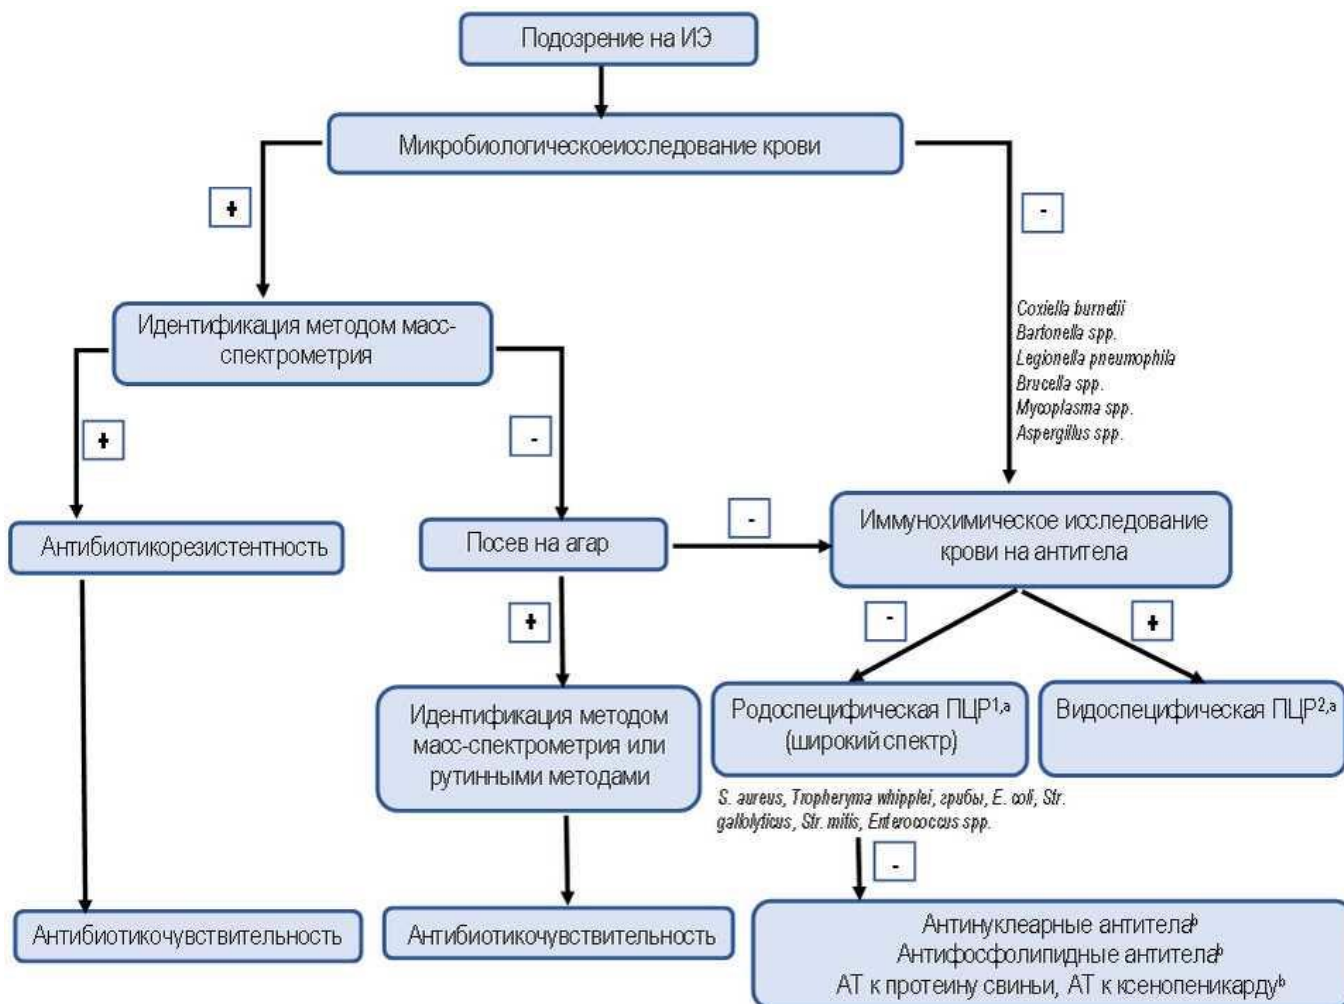 Подозрение на ИЭ
Микробиологическоеисследование крови
+
-
Идентификация методом масс-
спектрометрия
Coxiella burnetii
Bartonella spp.
Legionella pneumophila
Brucella spp.
Mycoplasma spp.
Aspergillus spp.
+
-
Антибиотикорезистентность
Посев на агар
-
Иммунохимическое исследование
крови на антитела
+
-
+
Идентификация методом
масс-спектрометрия или
рутинными методами
Родоспецифическая ПЦР1,a
(широкий спектр)
Видоспецифическая ПЦР2,a
S. aureus, Tropheryma whipplei, грибы, E. coli, Str.
gallolyticus, Str. mitis, Enterococcus spp.
-
Антибиотикочувствительность
Антибиотикочувствительность
Антинуклеарные антителаb
Антифосфолипидные антителаb
АТ к протеину свиньи, АТ к ксенопеникардуb